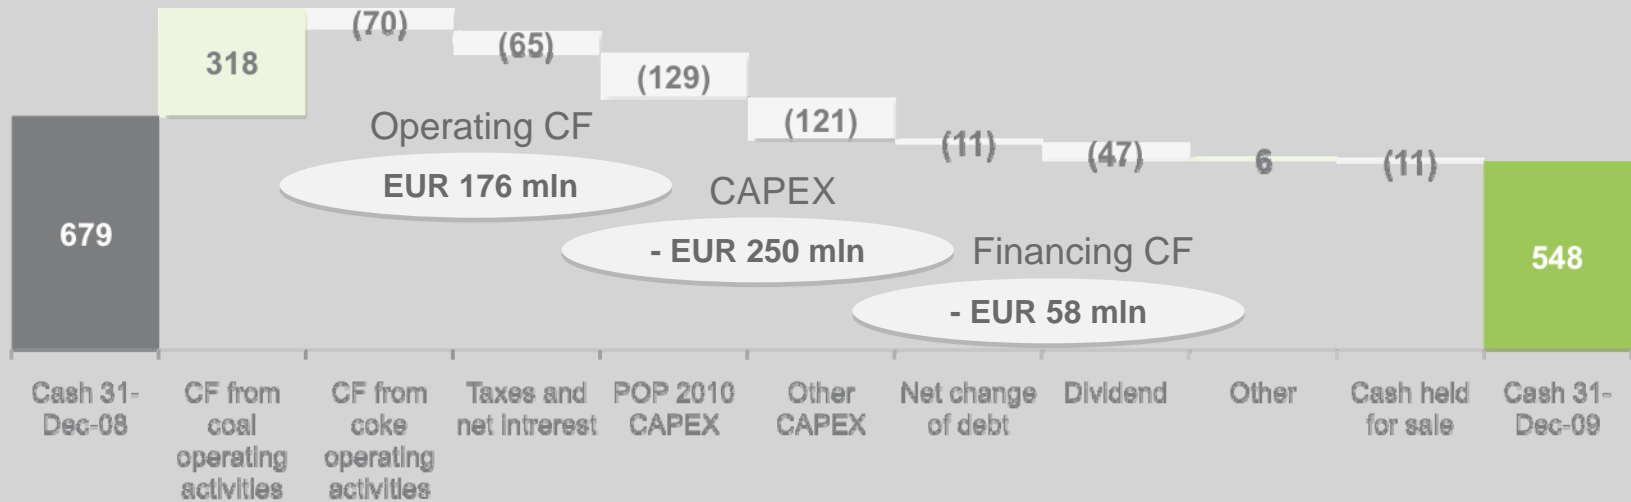 (70)
318
(65)
(129)
(121)
Operating CF
EUR 176 mln
(11)
(47)
6
(11)
CAPEX
- EUR 250 mln
679
Financing CF
- EUR 58 mln
548
Cash 31-
Dec-08
CF from
coal
operating
activities
CF from
coke
operating
activities
Taxes and
net intrerest
POP 2010
CAPEX
Other
CAPEX
Net change
of debt
Dividend
Other
Cash held
for sale
Cash 31-
Dec-09